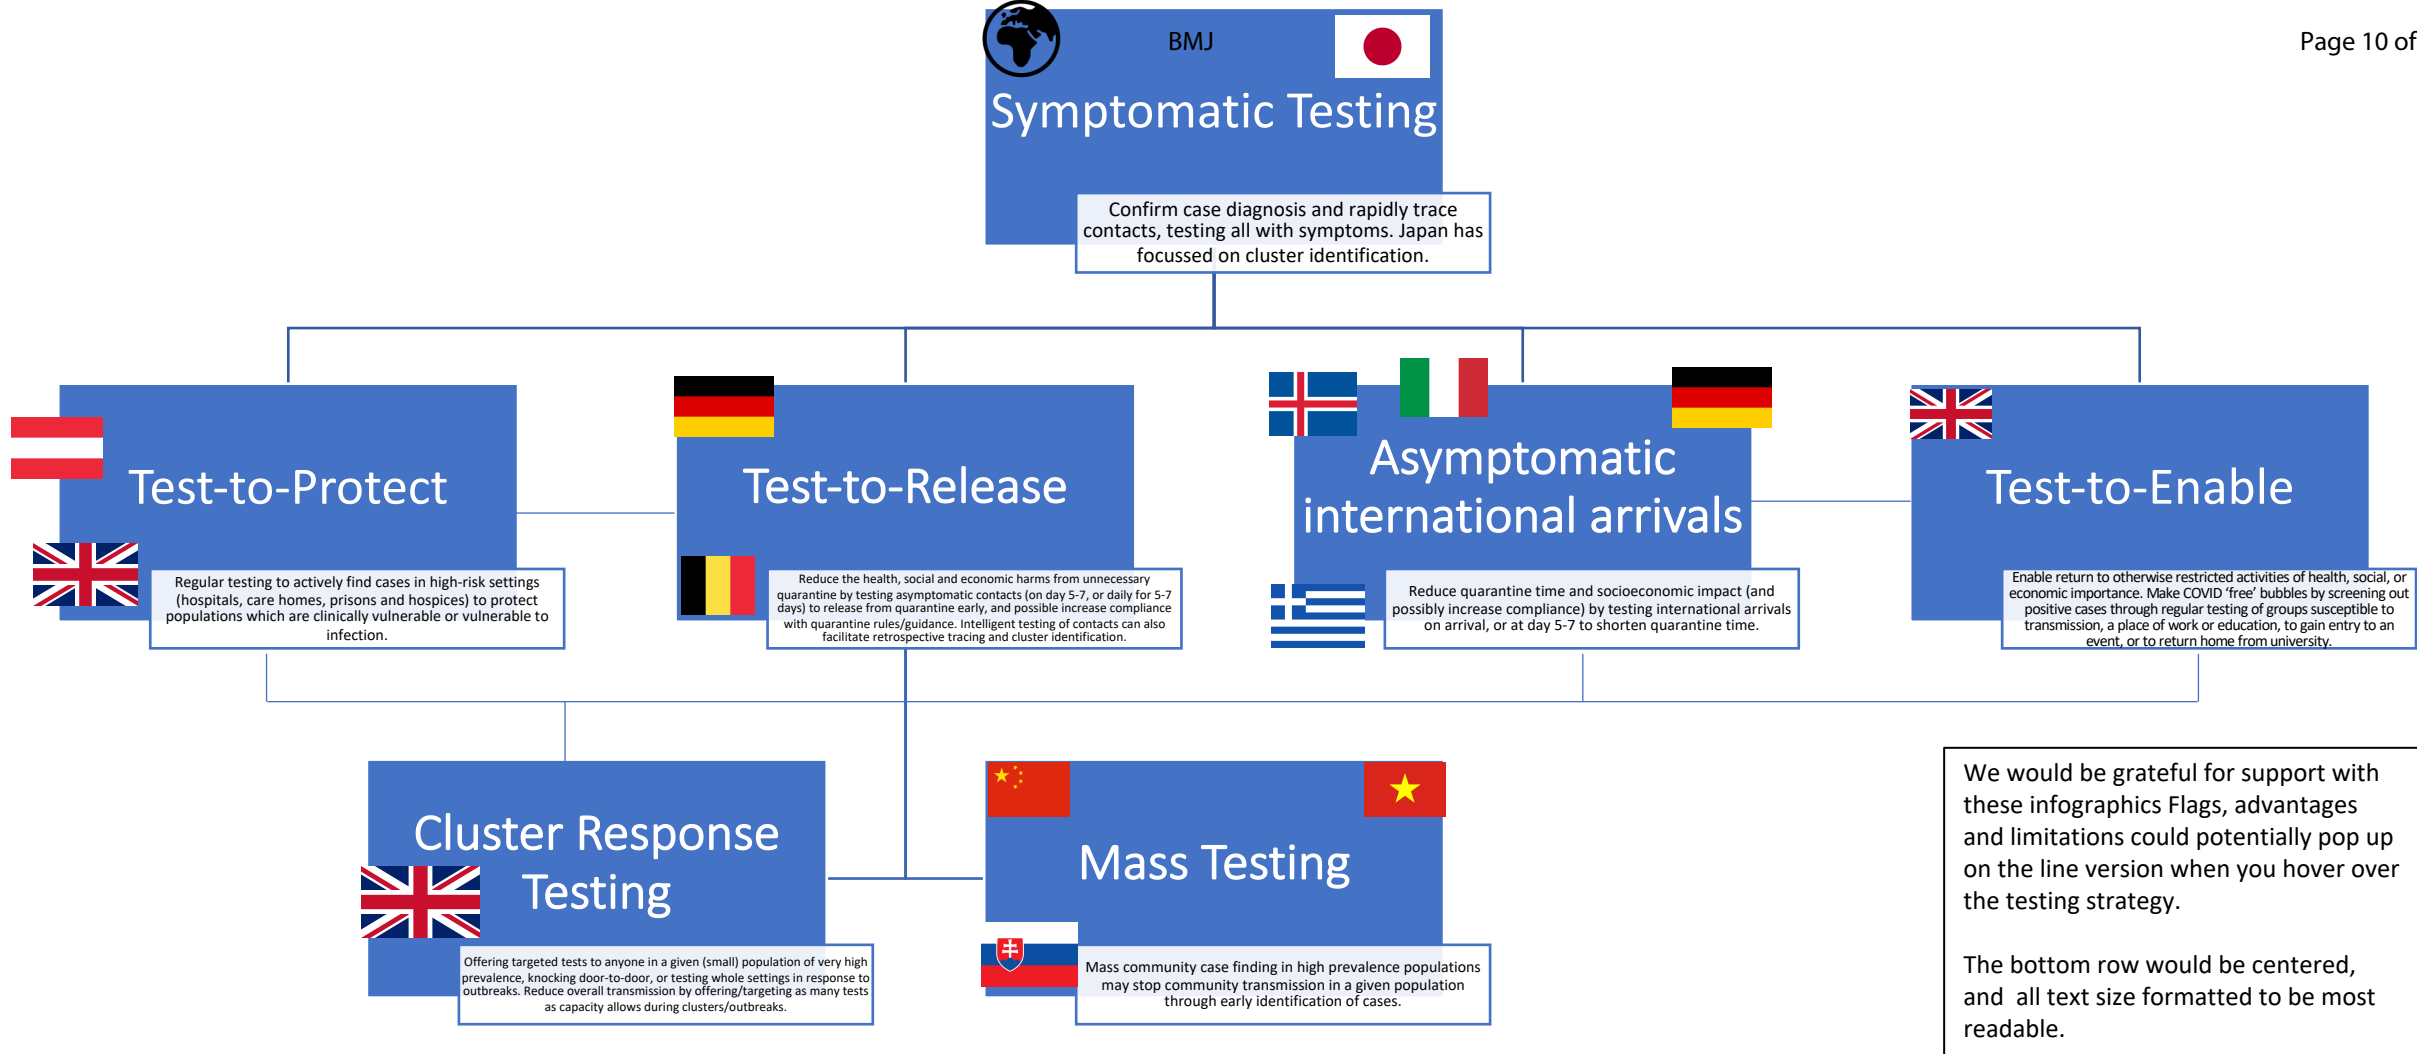 BMJ
Page 10 of
Symptomatic Testing
Confirm case diagnosis and rapidly trace
contacts, testing all with symptoms. Japan has
focussed on cluster identification.
Test-to-Protect
Regular testing to actively find cases in high-risk settings
(hospitals, care homes, prisons and hospices) to protect
populations which are clinically vulnerable or vulnerable to
infection.
Test-to-Release
Reduce the health, social and economic harms from unnecessary
quarantine by testing asymptomatic contacts (on day 5-7, or daily for 5-7
days) to release from quarantine early, and possible increase compliance
with quarantine rules/guidance. Intelligent testing of contacts can also
facilitate retrospective tracing and cluster identification.
Asymptomatic
international arrivals
Reduce quarantine time and socioeconomic impact (and
possibly increase compliance) by testing international arrivals
on arrival, or at day 5-7 to shorten quarantine time.
Test-to-Enable
Enable return to otherwise restricted activities of health, social, or
economic importance. Make COVID ‘free’ bubbles by screening out
positive cases through regular testing of groups susceptible to
transmission, a place of work or education, to gain entry to an
event, or to return home from university.
Cluster Response
Testing
Offering targeted tests to anyone in a given (small) population of very high
prevalence, knocking door-to-door, or testing whole settings in response to
outbreaks. Reduce overall transmission by offering/targeting as many tests
as capacity allows during clusters/outbreaks.
Mass Testing
Mass community case finding in high prevalence populations
may stop community transmission in a given population
through early identification of cases.
We would be grateful for support with
these infographics Flags, advantages
and limitations could potentially pop up
on the line version when you hover over
the testing strategy.
The bottom row would be centered,
and all text size formatted to be most
readable.